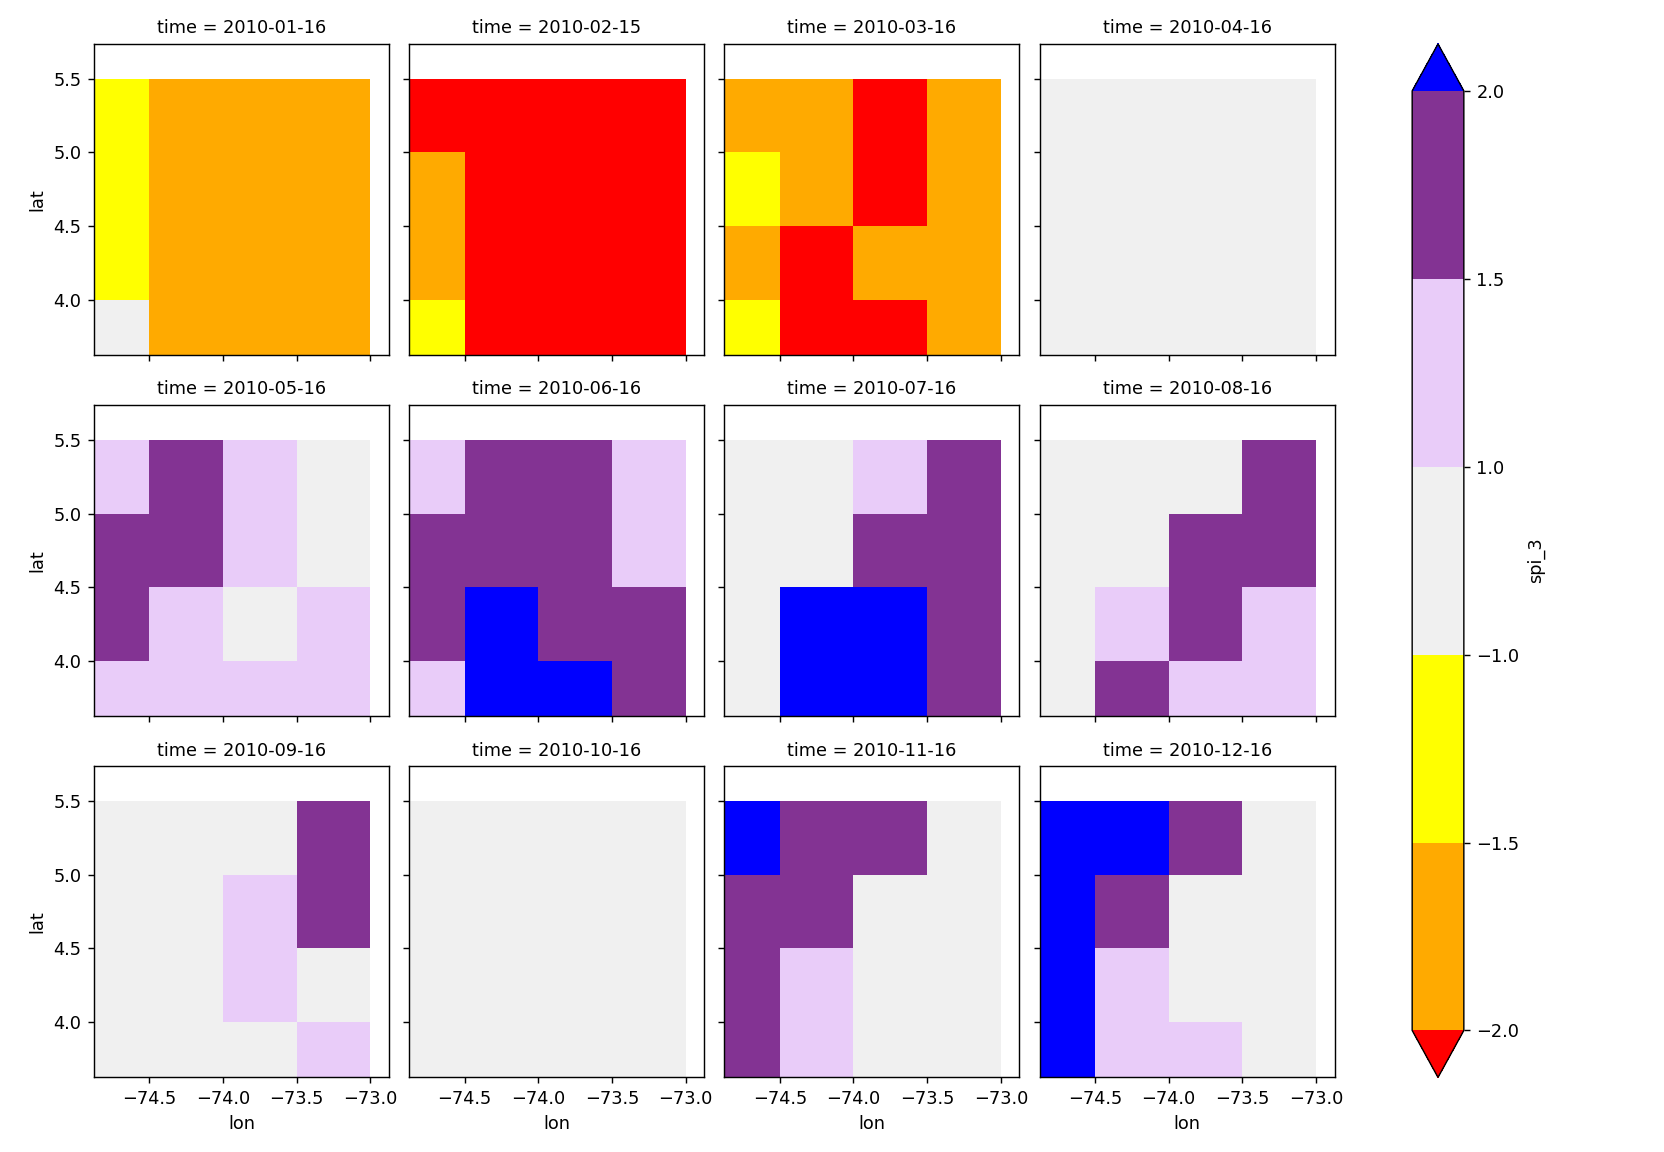 time = 2010-01-16
time = 2010-02-15
time = 2010-03-16
time = 2010-04-16
5.5
5.0
4.5
4.0
lat
time = 2010-05-16
time = 2010-06-16
time = 2010-07-16
time = 2010-08-16
5.5
5.0
4.5
4.0
lat
time = 2010-09-16
time = 2010-10-16
time = 2010-11-16
time = 2010-12-16
5.5
5.0
4.5
4.0
lat
−74.5 −74.0 −73.5 −73.0
−74.5 −74.0 −73.5 −73.0
−74.5 −74.0 −73.5 −73.0
−74.5 −74.0 −73.5 −73.0
lon
lon
lon
lon
2.0
1.5
1.0
−1.0
−1.5
−2.0
spi_3